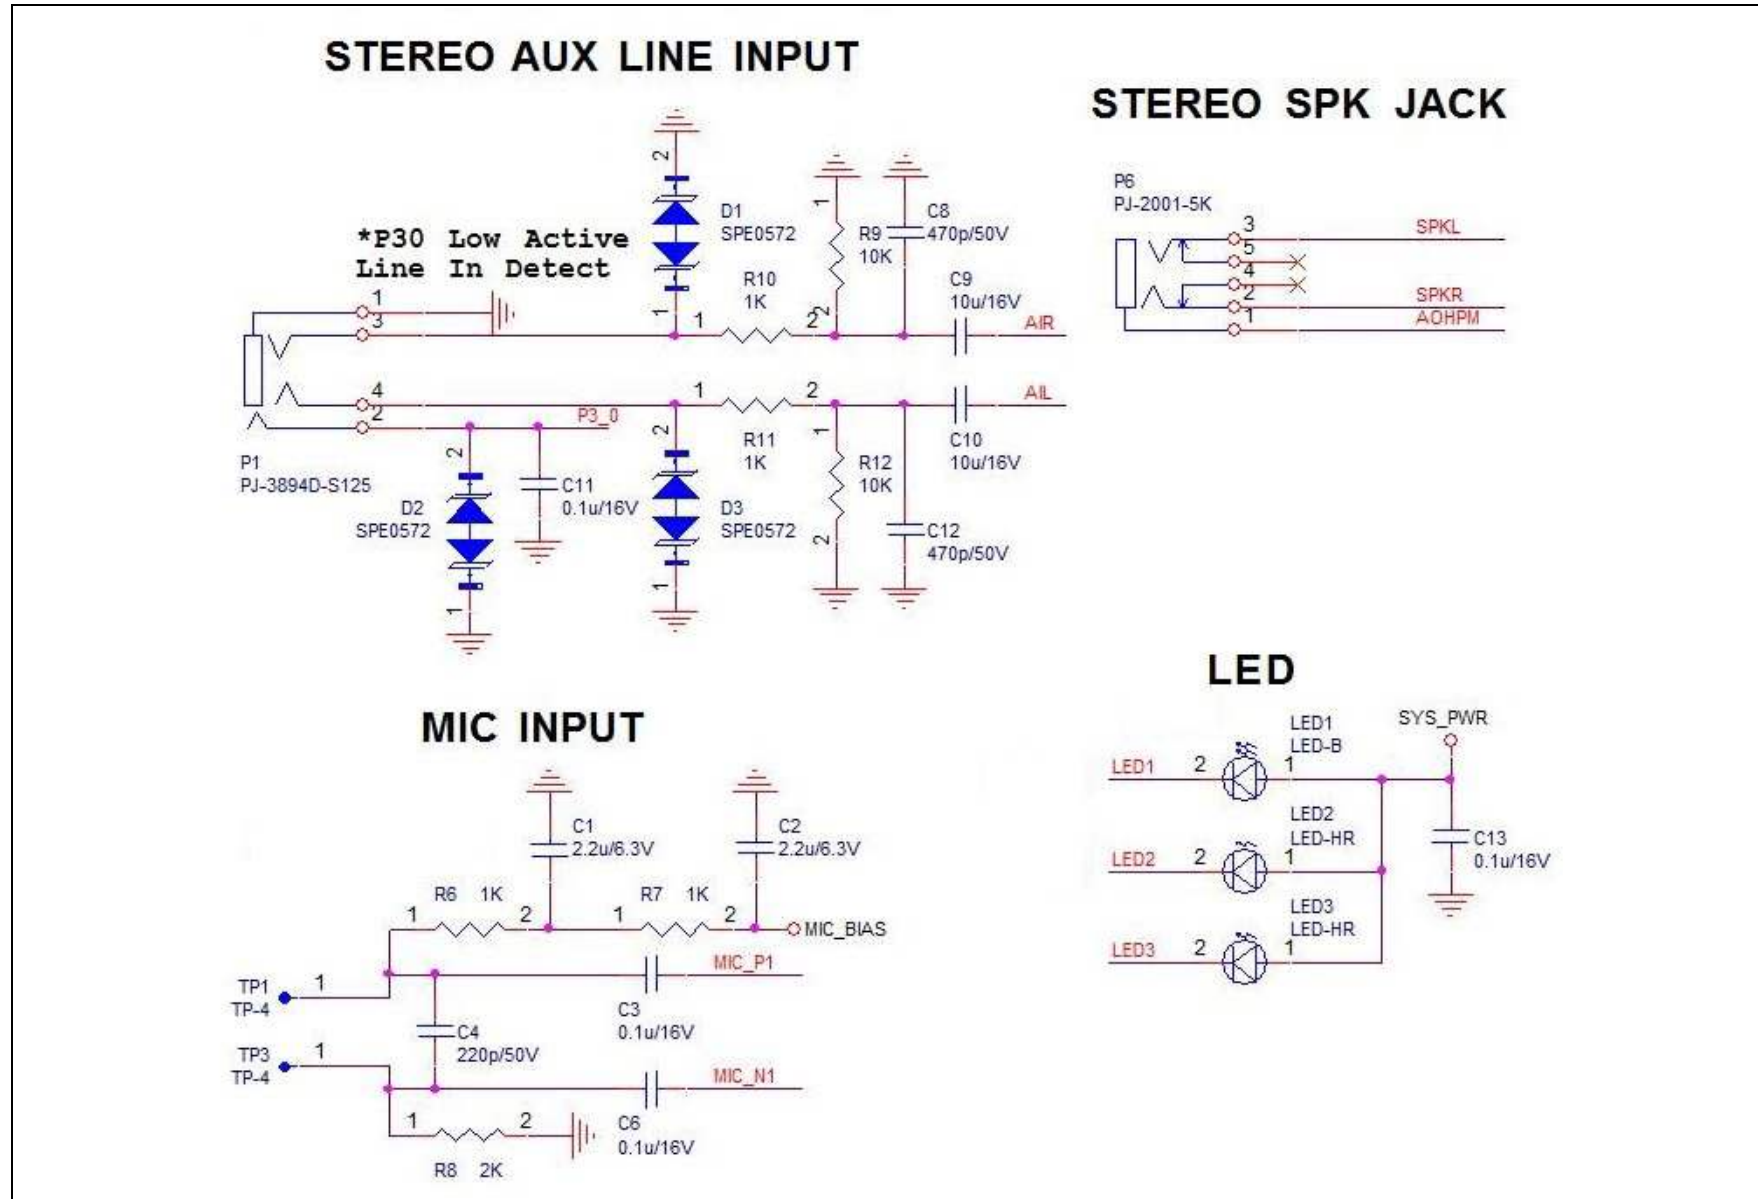 STEREO AUX LINE INPUT
2
D1
SPE0572
1
*P30 Low Active
Line In Detect
1
R9
10K
2
C8
470p/50V
R10
1K
1
2
C9
10u/16V
AIR
1
3
4
2
P3_0
P1
PJ-3894D-S125
2
D2
SPE0572
1
C11
0.1u/16V
1
2
R11
1K
2
D3
SPE0572
1
1
R12
10K
2
C10
10u/16V
AIL
C12
470p/50V
STEREO SPK JACK
P6
PJ-2001-5K
3
SPKL
5
4
2
SPKR
1
AOHPM
MIC INPUT
C1
2.2u/6.3V
C2
2.2u/6.3V
R6 1K
1
2
R7 1K
1
2
MIC_BIAS
MIC_P1
TP1
TP-4
1
C3
0.1u/16V
C4
220p/50V
TP3
TP-4
1
MIC_N1
C6
0.1u/16V
1
2
R8 2K
LED
SYS_PWR
LED1
LED-B
LED1
2
1
LED2
LED-HR
LED2
2
1
C13
0.1u/16V
LED3
LED-HR
LED3
2
1